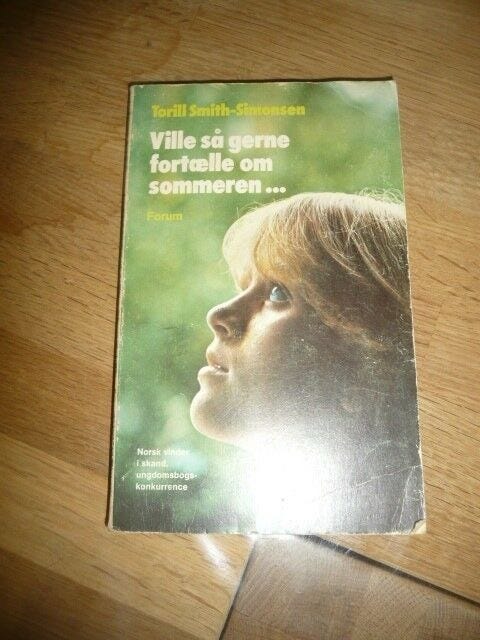 Torill Smith-Simonsen
Ville så gerne
fortælle om
sommeren...
Forum
Norsk vinder
i skand.
ungdomsbogs-
konkurrence